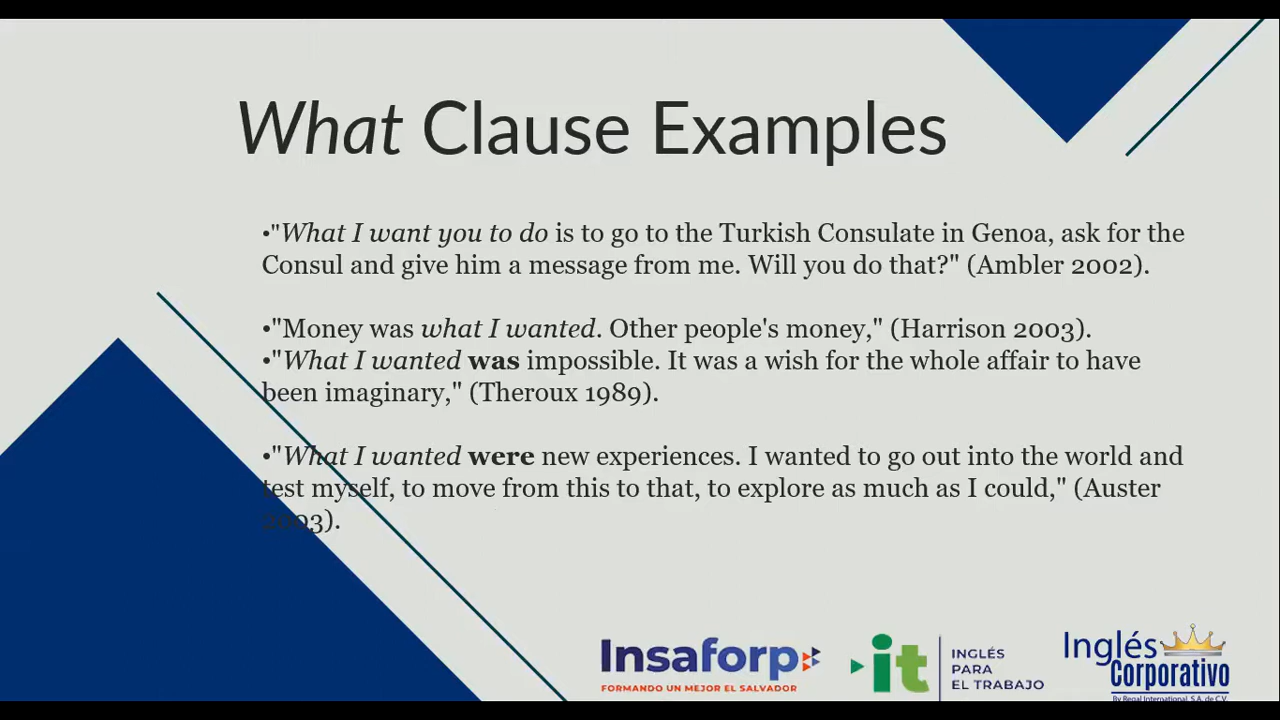 What Clause Examples
•"What I want you to do is to go to the Turkish Consulate in Genoa, ask for the
Consul and give him a message from me. Will you do that?" (Ambler 2002).
•"Money was what I wanted. Other people's money," (Harrison 2003).
•"What I wanted was impossible. It was a wish for the whole affair to have
been imaginary," (Theroux 1989).
•"What I wanted were new experiences. I wanted to go out into the world and
test myself, to move from this to that, to explore as much as I could," (Auster
2003).
Insaforp
FORMANDO UN MEJOR EL SALVADOR
it
INGLÉS
PARA
EL TRABAJO
Inglés
Corporativo
By Regal International, S.A. de C.V.